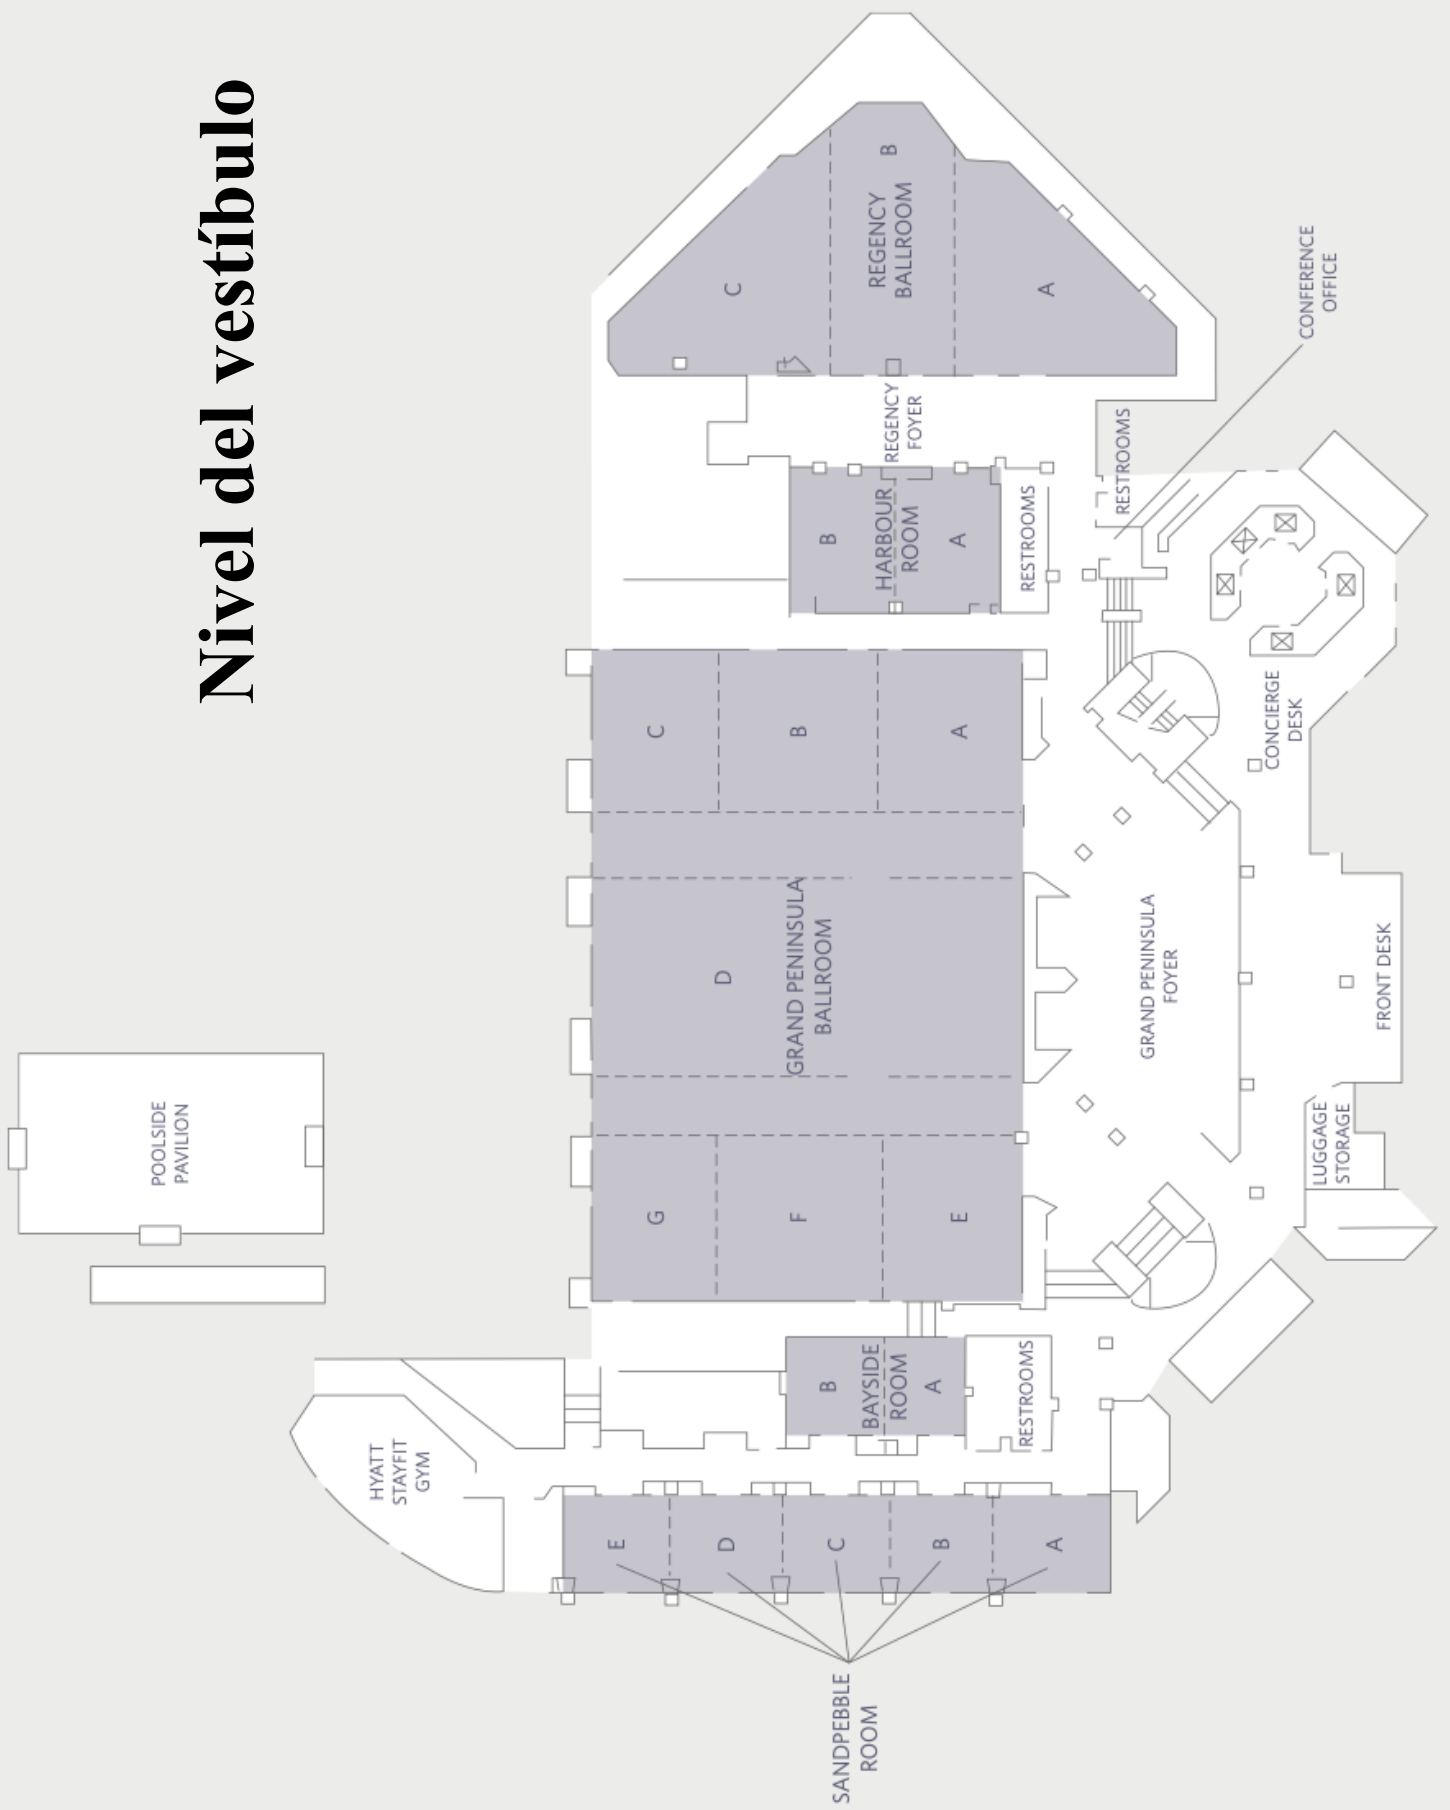 Nivel del vestíbulo
POOLSIDE
PAVILION
HYATT
STAYFIT
GYM
SANDPEBBLE
ROOM
E
D
C
B
A
B
BAYSIDE
ROOM
A
RESTROOMS
G
F
E
D
GRAND PENINSULA
BALLROOM
C
B
A
B
HARBOUR
ROOM
A
RESTROOMS
REGENCY
FOYER
C
B
REGENCY
BALLROOM
A
RESTROOMS
CONFERENCE
OFFICE
GRAND PENINSULA
FOYER
CONCIERGE
DESK
LUGGAGE
STORAGE
FRONT DESK